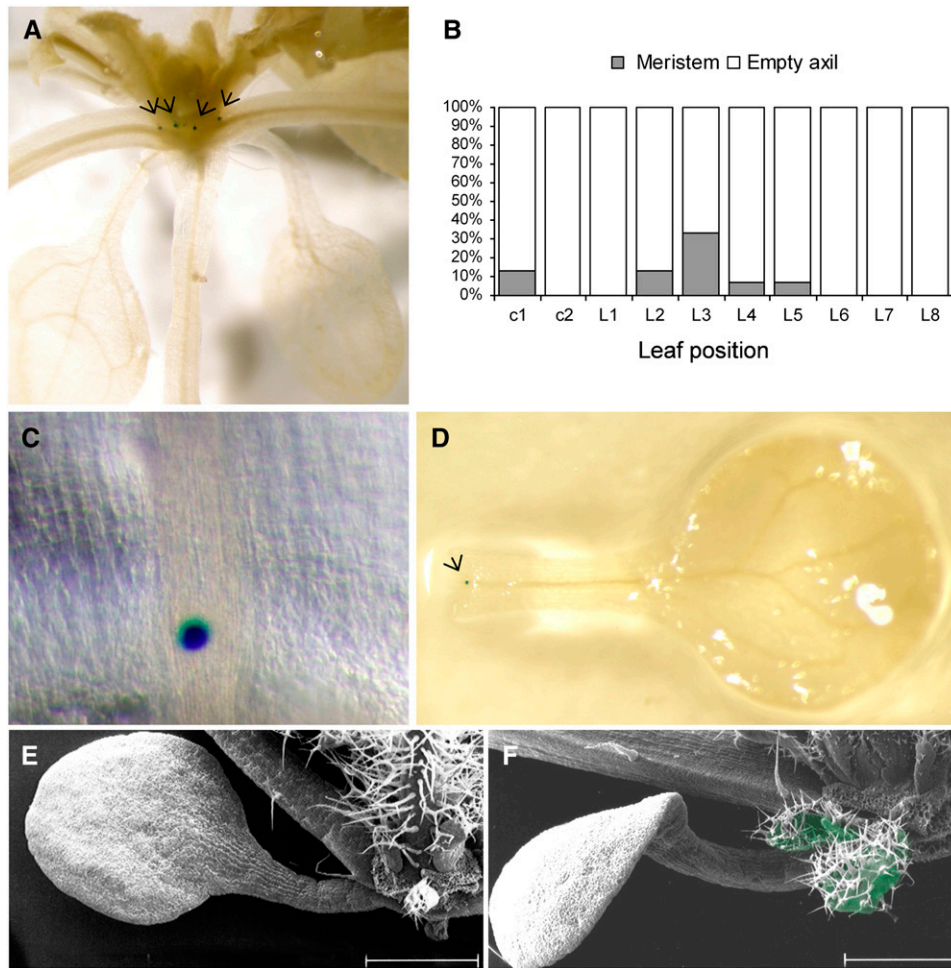 A
B
Meristem Empty axil
100%
90%
80%
70%
60%
50%
40%
30%
20%
10%
0%
c1 c2 L1 L2 L3 L4 L5 L6 L7 L8
Leaf position
C
D
E
F